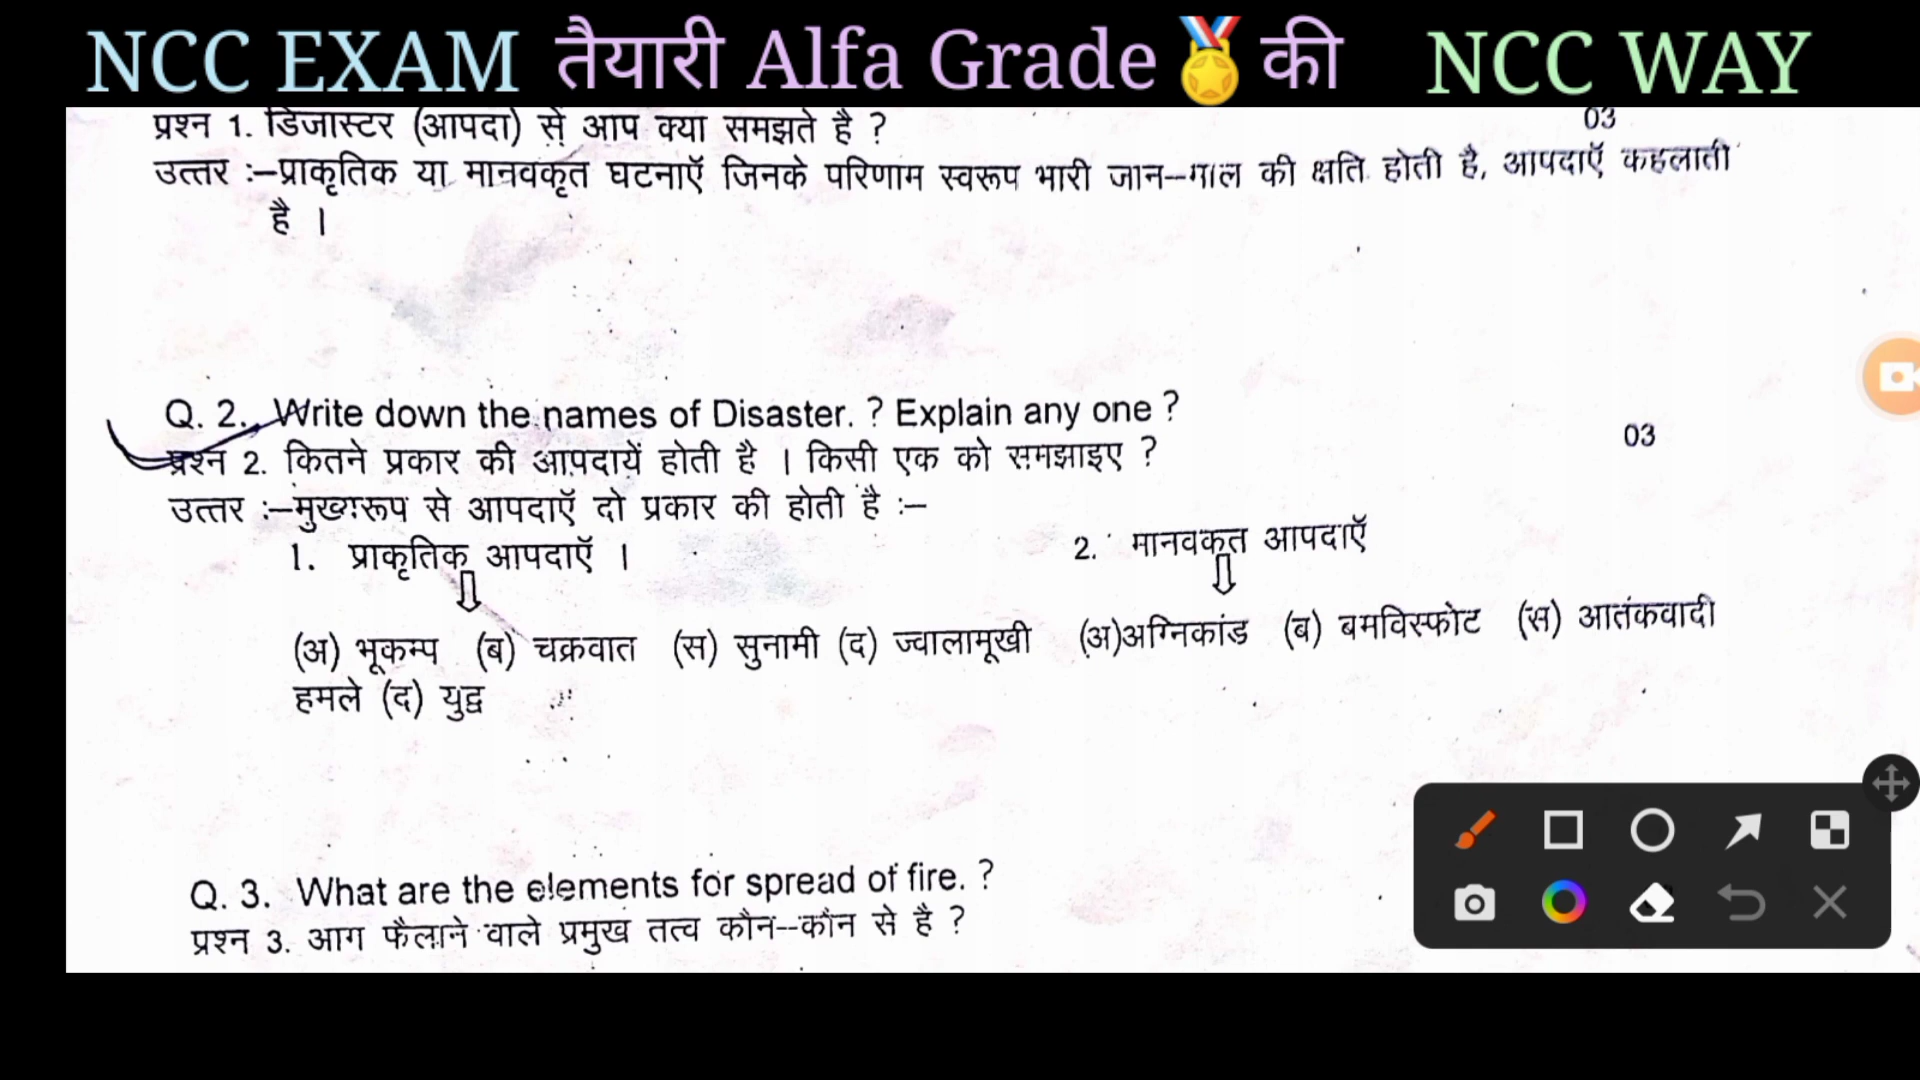 NCC EXAM तैयारी Alfa Grade🏅की NCC WAY
प्रश्न 1. डिजास्टर (आपदा) से आप क्या समझते है ? 03
उत्तर :–प्राकृतिक या मानवकृत घटनाऍ जिनके परिणाम स्वरूप भारी जान–माल की क्षति होती है, आपदाऍ कहलाती
है ।
Q. 2. Write down the names of Disaster. ? Explain any one ?
प्रश्न 2. कितने प्रकार की आपदायें होती है । किसी एक को समझाइए ? 03
उत्तर :–मुख्यरूप से आपदाऍ दो प्रकार की होती है :–
1. प्राकृतिक आपदाऍ । 2. मानवकृत आपदाऍ
(अ) भूकम्प (ब) चक्रवात (स) सुनामी (द) ज्वालामूखी (अ)अग्निकांड (ब) बमविस्फोट (स) आतंकवादी
हमले (द) युद्व
Q. 3. What are the elements for spread of fire. ?
प्रश्न 3. आग फैलाने वाले प्रमुख तत्व कौन--कौन से है ?